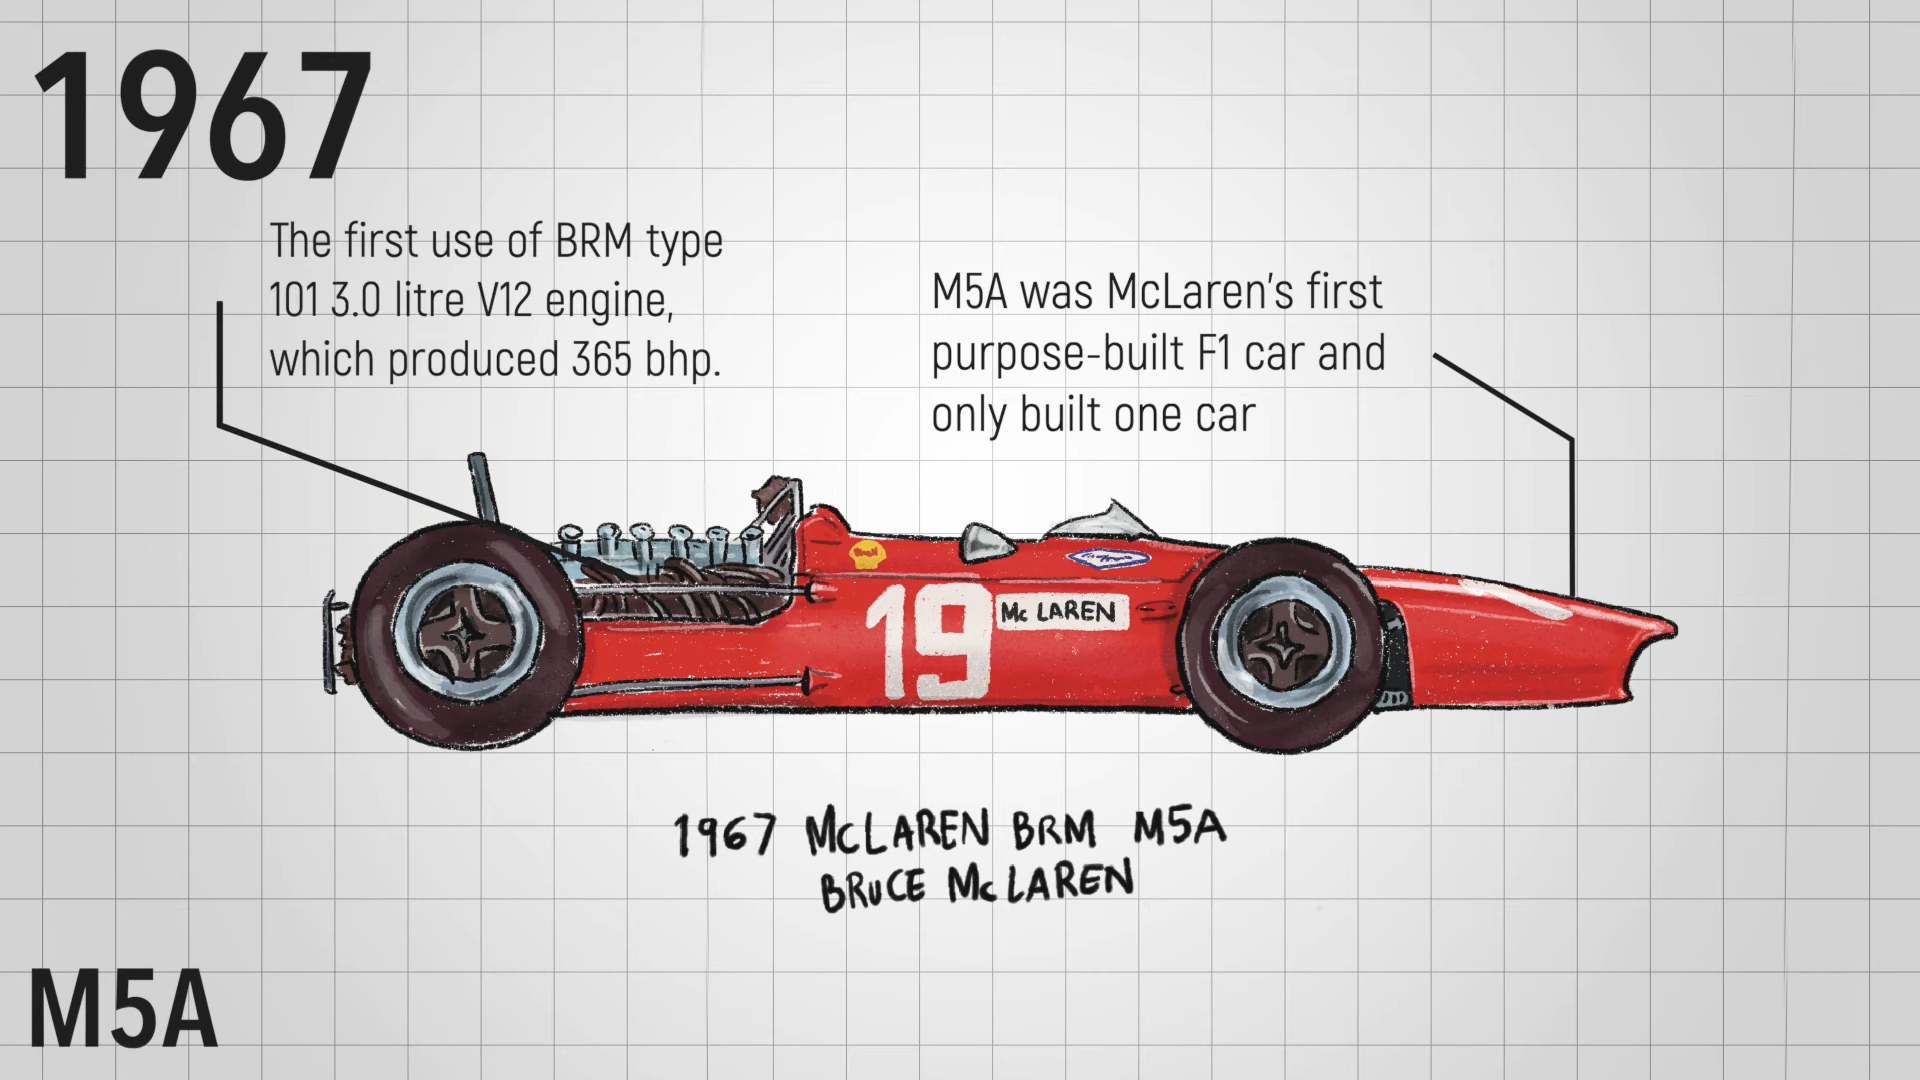 1967
The first use of BRM type
101 3.0 litre V12 engine,
which produced 365 bhp.
M5A was McLaren's first
purpose-built F1 car and
only built one car
19
Mc LAREN
1967 McLAREN BRM M5A
BRUCE McLAREN
M5A